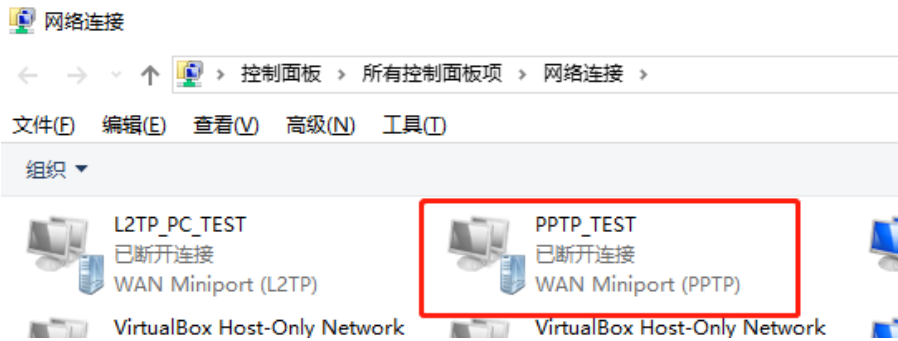 网络连接
控制面板 › 所有控制面板项 › 网络连接 ›
文件(F) 编辑(E) 查看(V) 高级(N) 工具(T)
组织
L2TP_PC_TEST
已断开连接
WAN Miniport (L2TP)
PPTP_TEST
已断开连接
WAN Miniport (PPTP)
VirtualBox Host-Only Network
VirtualBox Host-Only Network